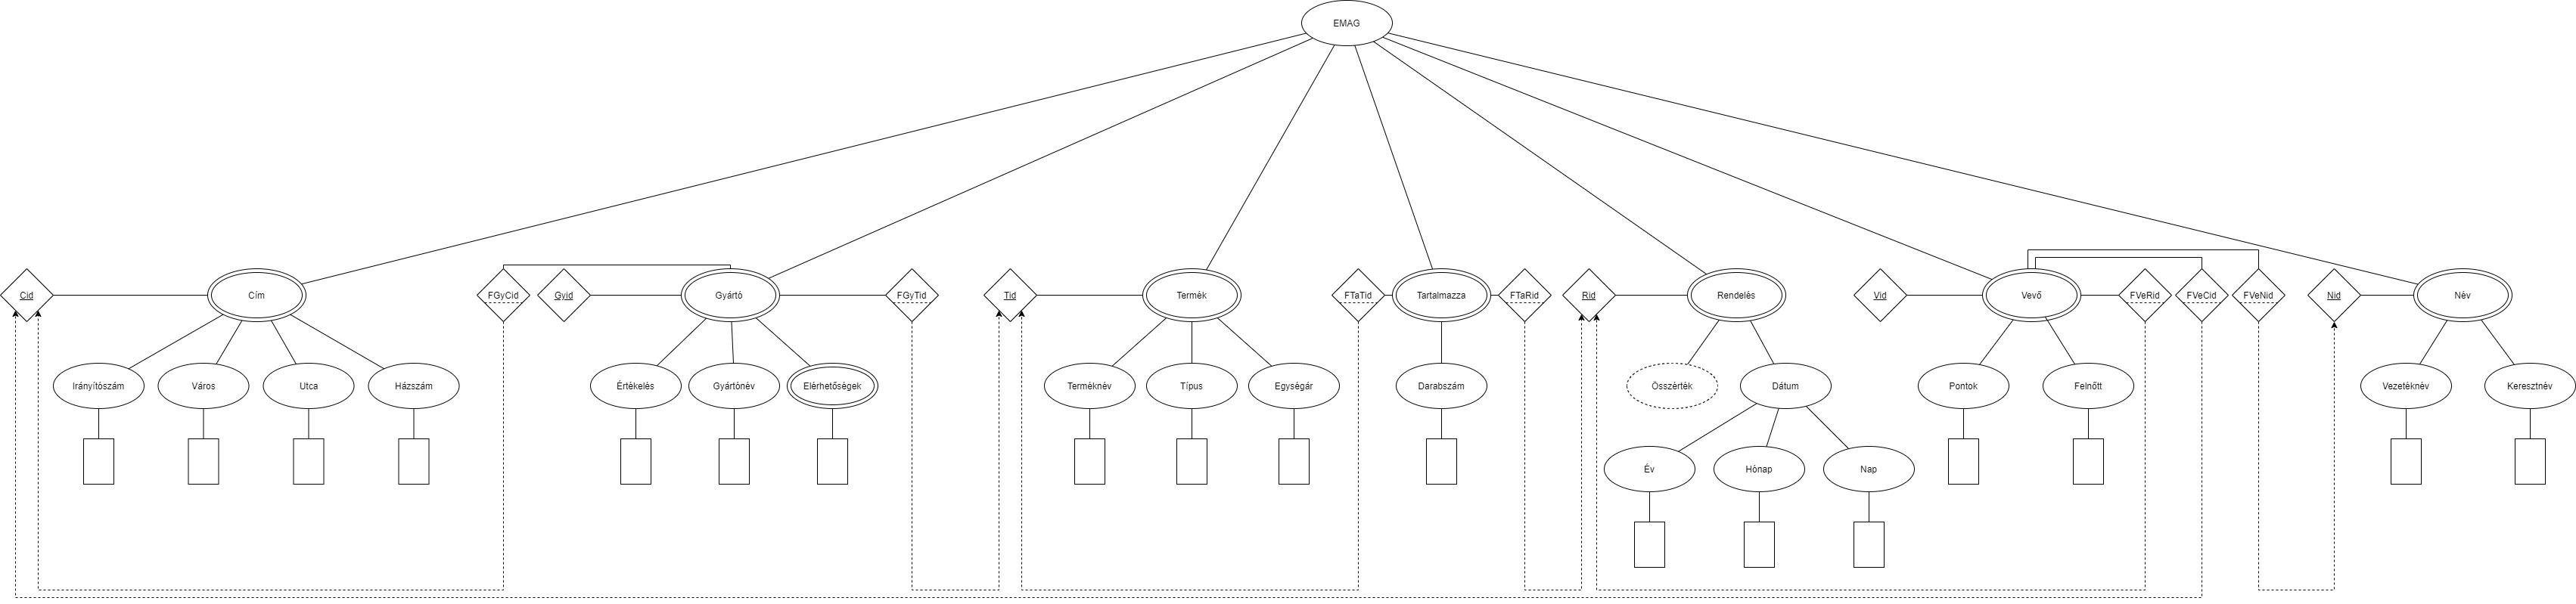 EMAG
Cid
Cím
FGyCid
Gyid
Gyártó
FGyTid
Tid
Termék
FTaTid
Tartalmazza
FTaRid
Rid
Rendelés
Vid
Vevő
FVeRid
FVeCid
FVeNid
Nid
Név
Irányítószám
Város
Utca
Házszám
Értékelés
Gyártónév
Elérhetőségek
Terméknév
Típus
Egységár
Darabszám
Összérték
Dátum
Pontok
Felnőtt
Vezetéknév
Keresztnév
Év
Hónap
Nap